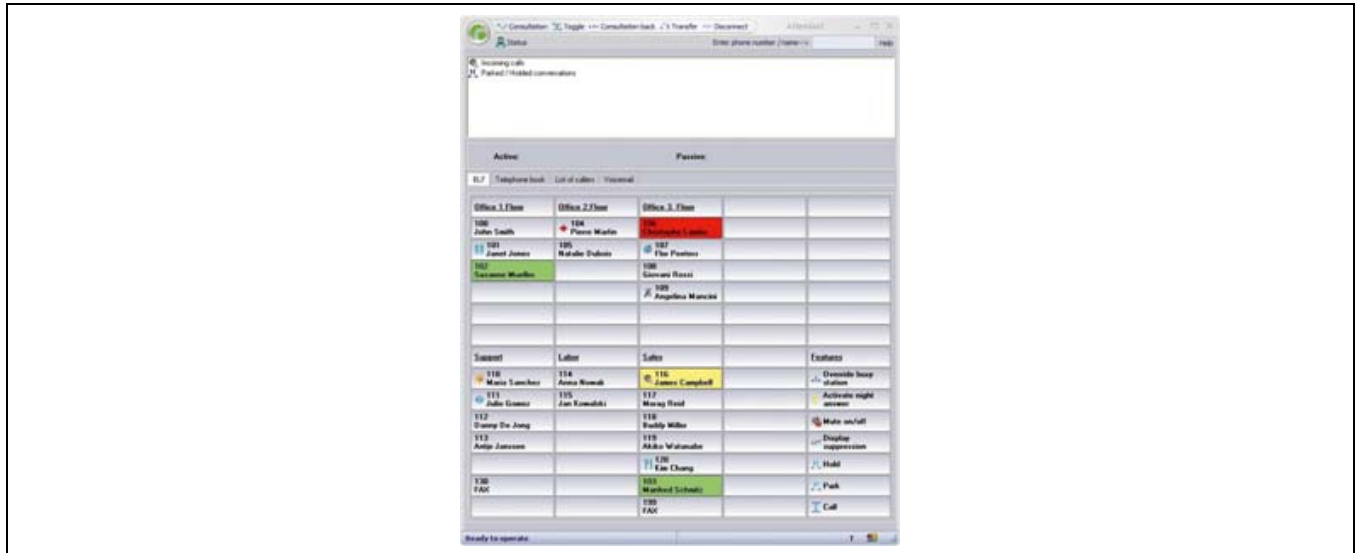 Consultation Toggle Consultation back Transfer Disconnect Attendant
Status Enter phone number / name--> Help
Incoming calls
Parked / Holded conversations
Active: Passive:
BLF Telephone book List of callers Voicemail
Office 1.Floor Office 2.Floor Office 3. Floor
100 104
John Smith Pierre Martin
101 105 107
Janet Jones Natalie Dubois Flor Peeters
102 108
Susanne Mueller Giovani Rossi
109
Angelina Mancini
Support Labor Sales Features
110 114 116 Override busy
Maria Sanchez Anna Nowak James Campbell station
111 115 117 Activate night
Julio Gomez Jan Kowalski Morag Reid answer
112 118 Mute on/off
Danny De Jong Buddy Miller
113 119 Display
Antje Janssen Akiko Watanabe suppression
120 Hold
Kim Chang
130 103 Park
FAX Manfred Schmitz
199 Call
FAX
Ready to operate